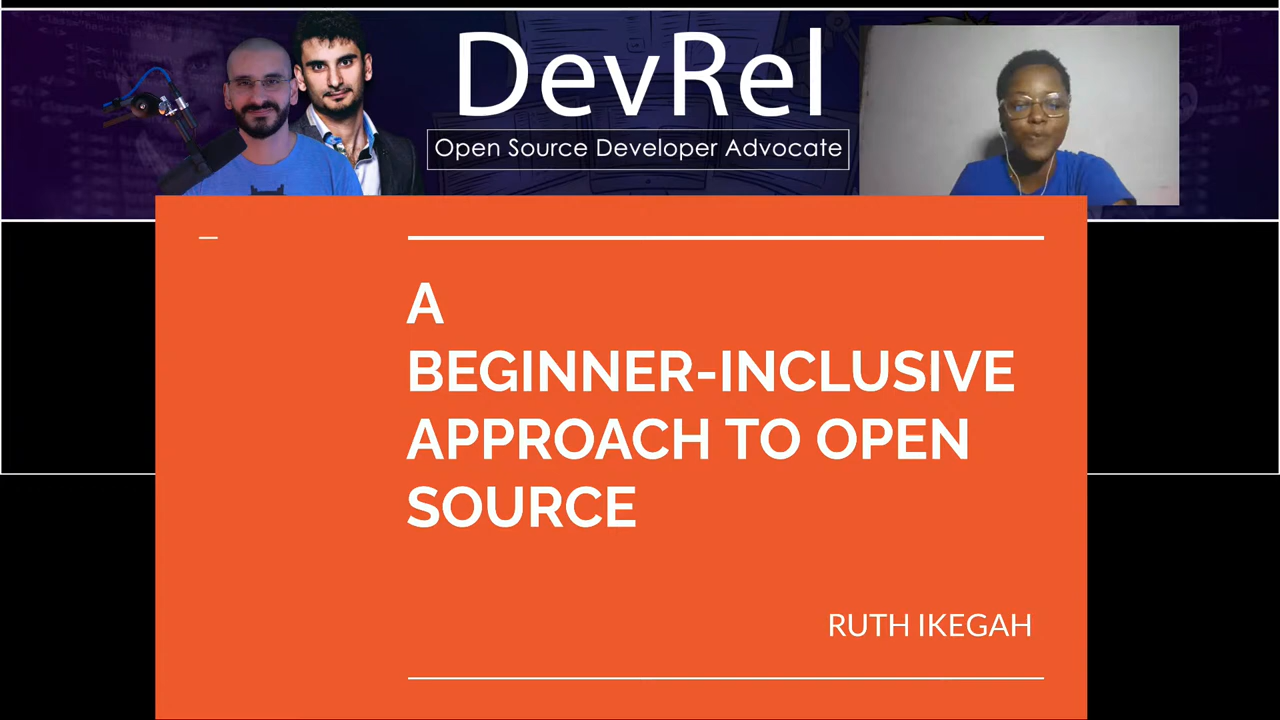 DevRel
Open Source Developer Advocate
A
BEGINNER-INCLUSIVE
APPROACH TO OPEN
SOURCE
RUTH IKEGAH